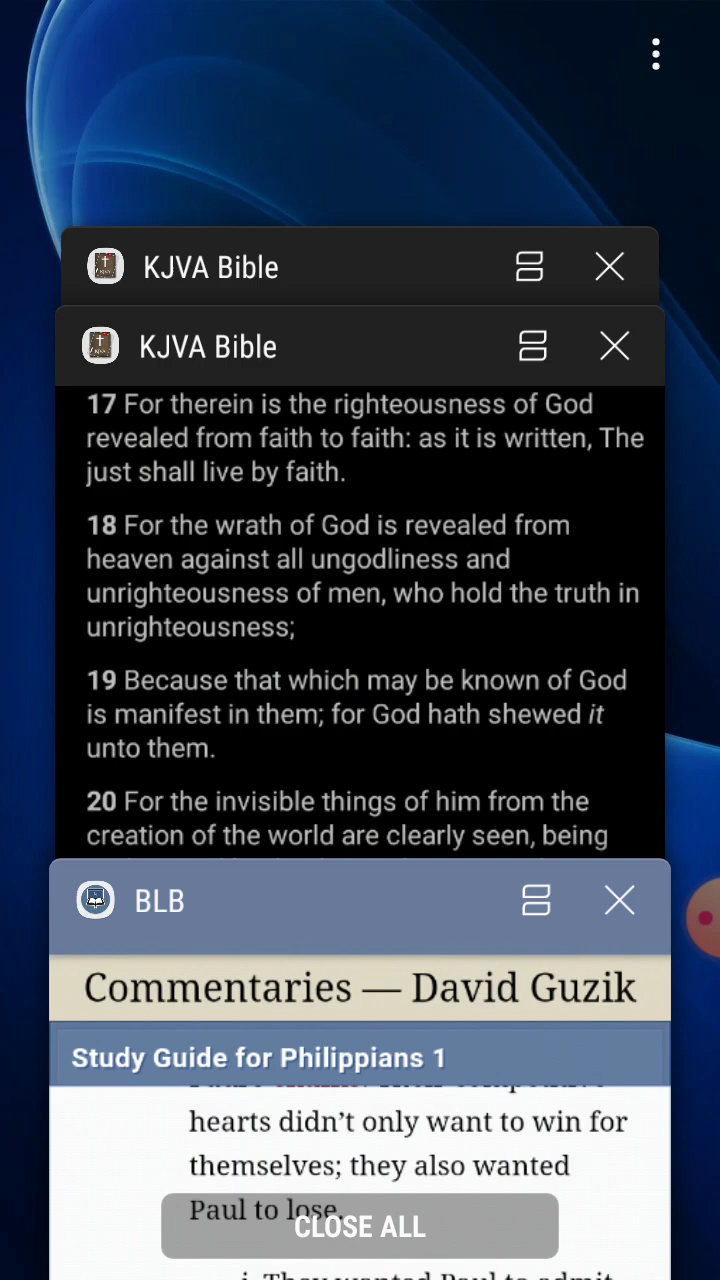 KJVA Bible
KJVA Bible
17 For therein is the righteousness of God
revealed from faith to faith: as it is written, The
just shall live by faith.
18 For the wrath of God is revealed from
heaven against all ungodliness and
unrighteousness of men, who hold the truth in
unrighteousness;
19 Because that which may be known of God
is manifest in them; for God hath shewed it
unto them.
20 For the invisible things of him from the
creation of the world are clearly seen, being
BLB
Commentaries — David Guzik
Study Guide for Philippians 1
hearts didn’t only want to win for
themselves; they also wanted
Paul to lose.
CLOSE ALL
i. They wanted Paul to admit